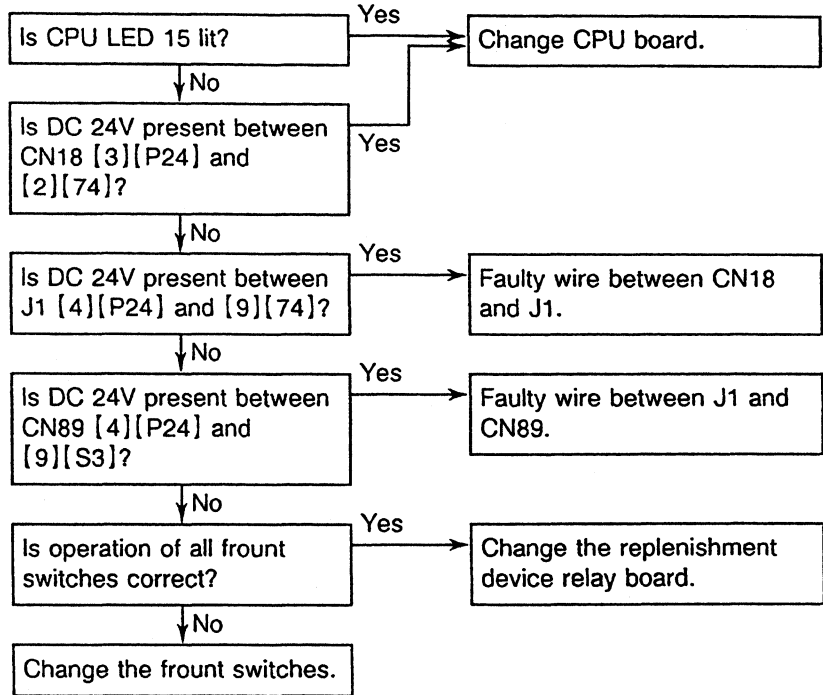 Is CPU LED 15 lit?
Yes
Change CPU board.
No
Is DC 24V present between
CN18 [3][P24] and
[2][74]?
Yes
No
Is DC 24V present between
J1 [4][P24] and [9][74]?
Yes
Faulty wire between CN18
and J1.
No
Is DC 24V present between
CN89 [4][P24] and
[9][S3]?
Yes
Faulty wire between J1 and
CN89.
No
Is operation of all frount
switches correct?
Yes
Change the replenishment
device relay board.
No
Change the frount switches.